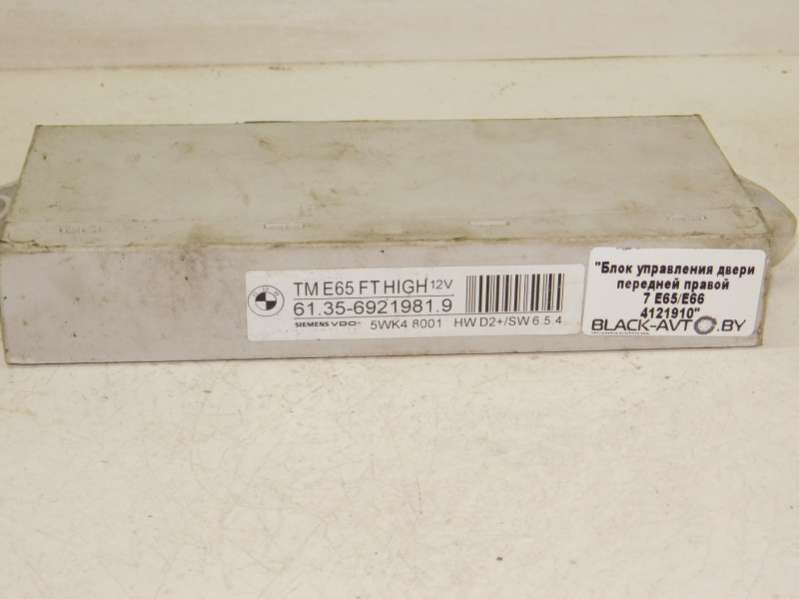 TM E65 FT HIGH 12V
61.35-6921981.9
SIEMENS VDO 5WK4 8001 HW D2+/SW 6 5 4
"Блок управления двери
передней правой
7 E65/E66
4121910"
BLACK-AVTO.BY